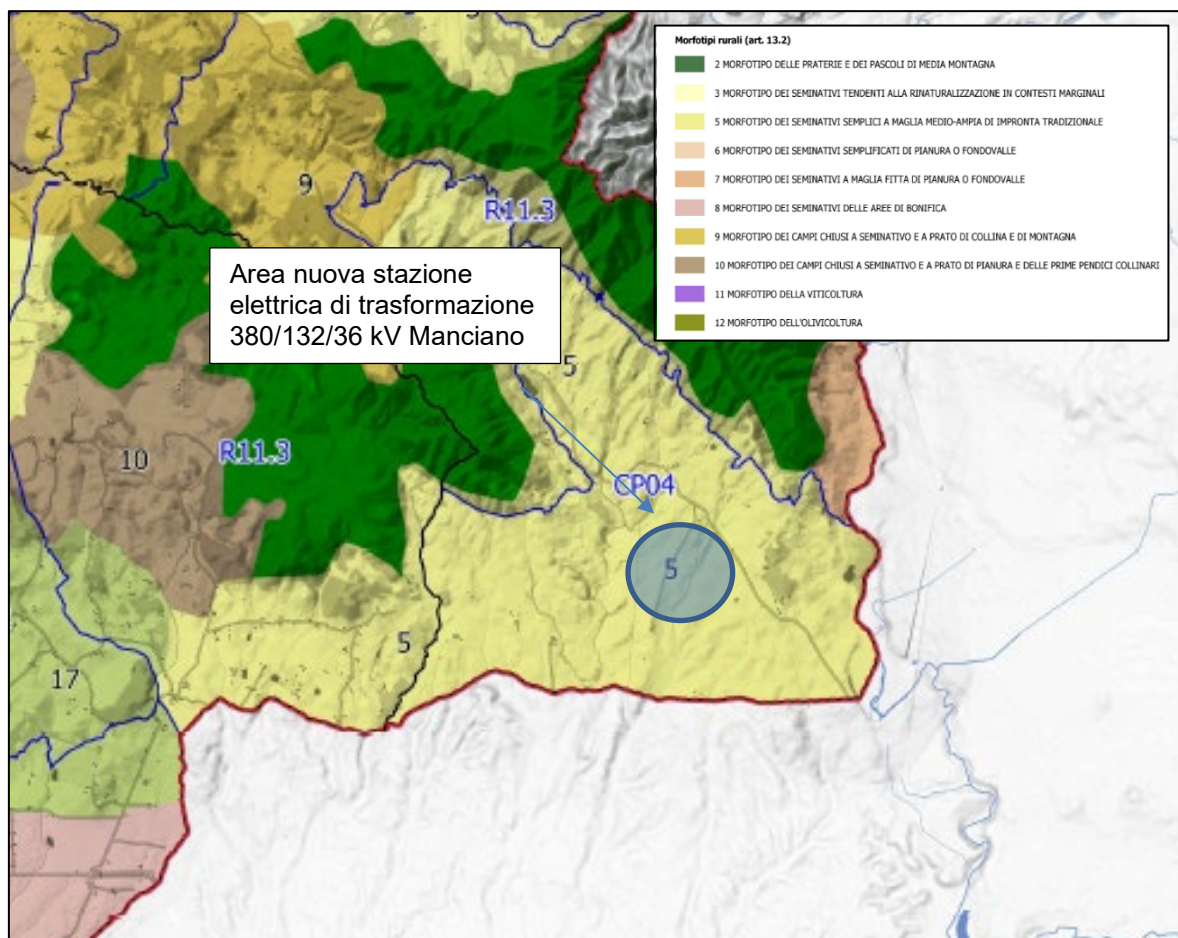 Morfotipi rurali (art. 13.2)
2 MORFOTIPO DELLE PRATERIE E DEI PASCOLI DI MEDIA MONTAGNA
3 MORFOTIPO DEI SEMINATIVI TENDENTI ALLA RINATURALIZZAZIONE IN CONTESTI MARGINALI
5 MORFOTIPO DEI SEMINATIVI SEMPLICI A MAGLIA MEDIO-AMPIA DI IMPRONTA TRADIZIONALE
6 MORFOTIPO DEI SEMINATIVI SEMPLIFICATI DI PIANURA O FONDOVALLE
7 MORFOTIPO DEI SEMINATIVI A MAGLIA FITTA DI PIANURA O FONDOVALLE
8 MORFOTIPO DEI SEMINATIVI DELLE AREE DI BONIFICA
9 MORFOTIPO DEI CAMPI CHIUSI A SEMINATIVO E A PRATO DI COLLINA E DI MONTAGNA
10 MORFOTIPO DEI CAMPI CHIUSI A SEMINATIVO E A PRATO DI PIANURA E DELLE PRIME PENDICI COLLINARI
11 MORFOTIPO DELLA VITICOLTURA
12 MORFOTIPO DELL'OLIVICOLTURA
9
R11.3
Area nuova stazione
elettrica di trasformazione
380/132/36 kV Manciano
5
10
R11.3
CP04
5
5
17